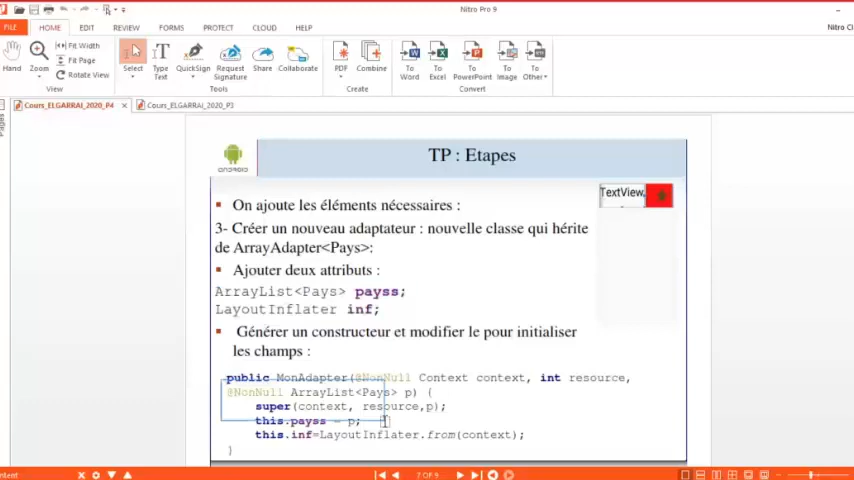 Nitro Pro 9
FILE HOME EDIT REVIEW FORMS PROTECT CLOUD HELP
Nitro Cl
Hand Zoom Fit Width Fit Page Rotate View
View
Select Type Text QuickSign Request Signature Share Collaborate
Tools
PDF Combine
Create
To Word To Excel To PowerPoint To Image To Other
Convert
Cours_ELGARRAI_2020_P4 × Cours_ELGARRAI_2020_P3
Pages
ANDROID
TP : Etapes
TextView,
On ajoute les éléments nécessaires :
3- Créer un nouveau adaptateur : nouvelle classe qui hérite
de ArrayAdapter<Pays>:
Ajouter deux attributs :
ArrayList<Pays> payss;
LayoutInflater inf;
Générer un constructeur et modifier le pour initialiser
les champs :
public MonAdapter(@NonNull Context context, int resource,
@NonNull ArrayList<Pays> p) {
super(context, resource,p);
this.payss = p;
this.inf=LayoutInflater.from(context);
}
ontent
7 OF 9